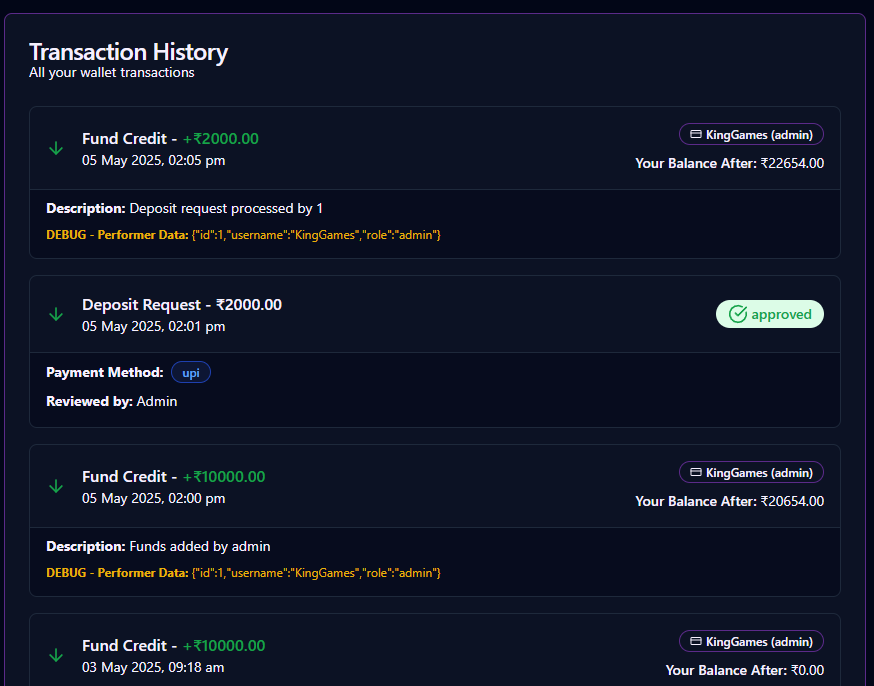 Transaction History
All your wallet transactions
Fund Credit - +₹2000.00
KingGames (admin)
05 May 2025, 02:05 pm
Your Balance After: ₹22654.00
Description: Deposit request processed by 1
DEBUG - Performer Data: {"id":1,"username":"KingGames","role":"admin"}
Deposit Request - ₹2000.00
05 May 2025, 02:01 pm
approved
Payment Method: upi
Reviewed by: Admin
Fund Credit - +₹10000.00
KingGames (admin)
05 May 2025, 02:00 pm
Your Balance After: ₹20654.00
Description: Funds added by admin
DEBUG - Performer Data: {"id":1,"username":"KingGames","role":"admin"}
Fund Credit - +₹10000.00
KingGames (admin)
03 May 2025, 09:18 am
Your Balance After: ₹0.00